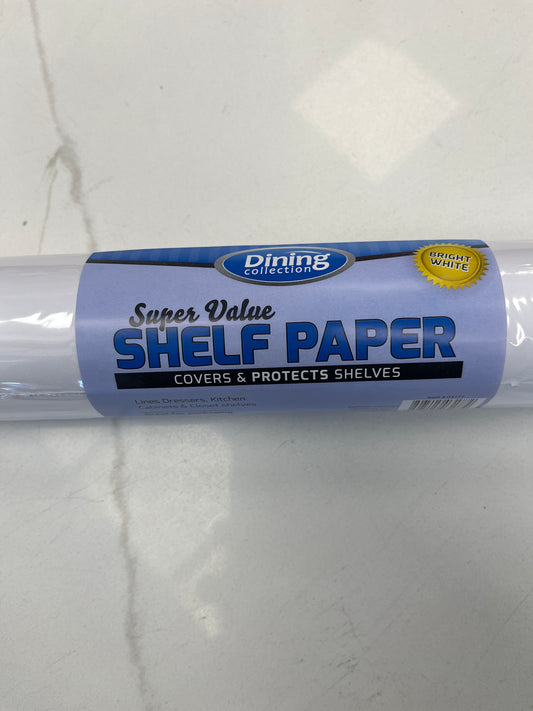 Dining
collection
BRIGHT
WHITE
Super Value
SHELF PAPER
COVERS & PROTECTS SHELVES
Lines Dressers, Kitchen
Cabinets & Closet shelves